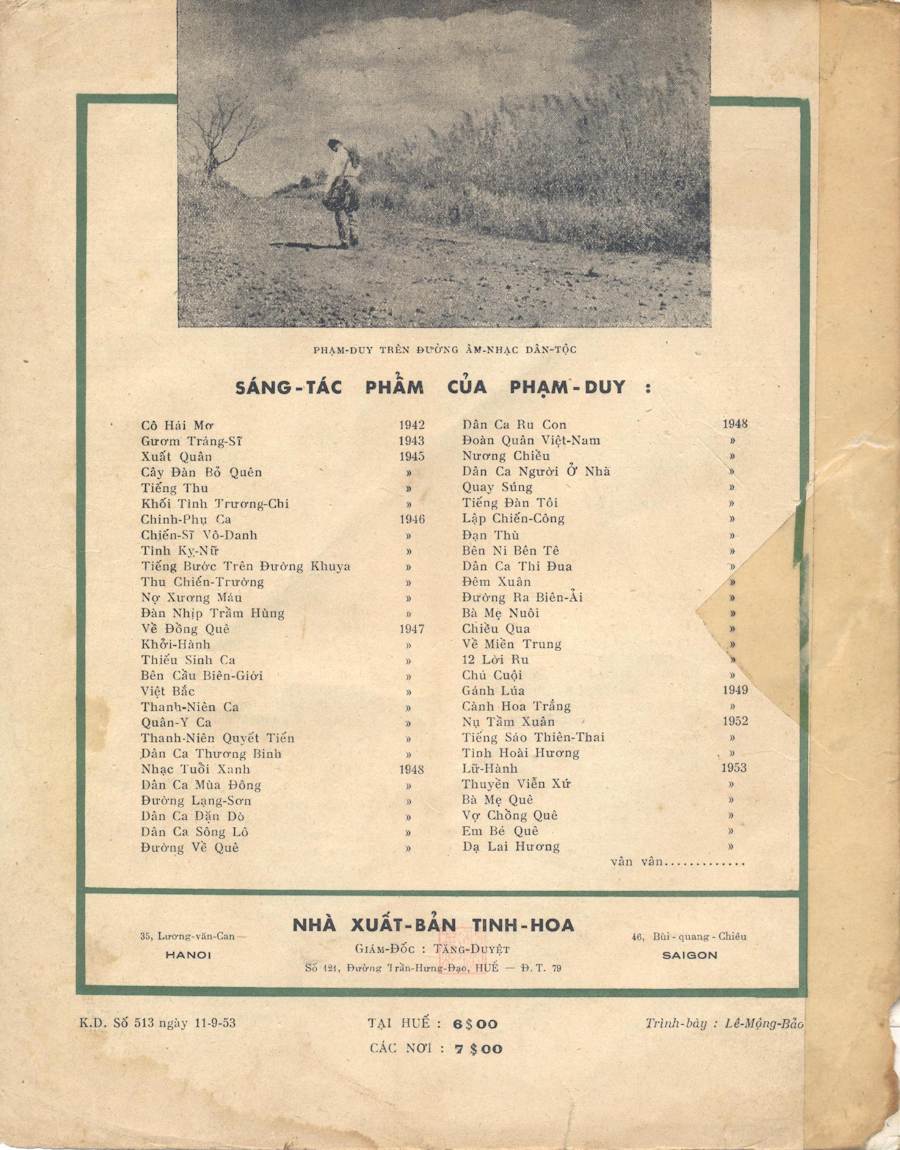 PHẠM-DUY TRÊN ĐƯỜNG ÂM-NHẠC DÂN-TỘC
SÁNG-TÁC PHẨM CỦA PHẠM-DUY :
Cô Hái Mơ 1942
Gươm Tráng-Sĩ 1943
Xuất Quân 1945
Cây Đàn Bỏ Quên »
Tiếng Thu »
Khối Tình Trương-Chi »
Chinh-Phụ Ca 1946
Chiến-Sĩ Vô-Danh »
Tình Kỵ-Nữ »
Tiếng Bước Trên Đường Khuya »
Thu Chiến-Trường »
Nợ Xương Máu »
Đàn Nhịp Trầm Hùng »
Về Đồng Quê 1947
Khởi-Hành »
Thiếu Sinh Ca »
Bên Cầu Biên-Giới »
Việt Bắc »
Thanh-Niên Ca »
Quân-Y Ca »
Thanh-Niên Quyết Tiến »
Dân Ca Thương Binh »
Nhạc Tuổi Xanh 1948
Dân Ca Mùa Đông »
Đường Lạng-Sơn »
Dân Ca Dặn Dò »
Dân Ca Sông Lô »
Đường Về Quê »
Dân Ca Ru Con 1948
Đoàn Quân Việt-Nam »
Nương Chiều »
Dân Ca Người Ở Nhà »
Quay Súng »
Tiếng Đàn Tôi »
Lập Chiến-Công »
Đạn Thù »
Bên Ni Bên Tê »
Dân Ca Thi Đua »
Đêm Xuân »
Đường Ra Biên-Ải »
Bà Mẹ Nuôi »
Chiều Qua »
Về Miền Trung »
12 Lời Ru »
Chú Cuội »
Gánh Lúa 1949
Cành Hoa Trắng »
Nụ Tầm Xuân 1952
Tiếng Sáo Thiên-Thai »
Tình Hoài Hương »
Lữ-Hành 1953
Thuyền Viễn Xứ »
Bà Mẹ Quê »
Vợ Chồng Quê »
Em Bé Quê »
Dạ Lai Hương »
vân vân.............
NHÀ XUẤT-BẢN TINH-HOA
35, Lương-văn-Can
HANOI
GIÁM-ĐỐC : TĂNG-DUYỆT
Số 121, Đường Trần-Hưng-Đạo, HUẾ — Đ. T. 79
46, Bùi-quang-Chiêu
SAIGON
K.D. Số 513 ngày 11-9-53
TẠI HUẾ : 6$00
CÁC NƠI : 7$00
Trình-bày : Lê-Mộng-Bảo